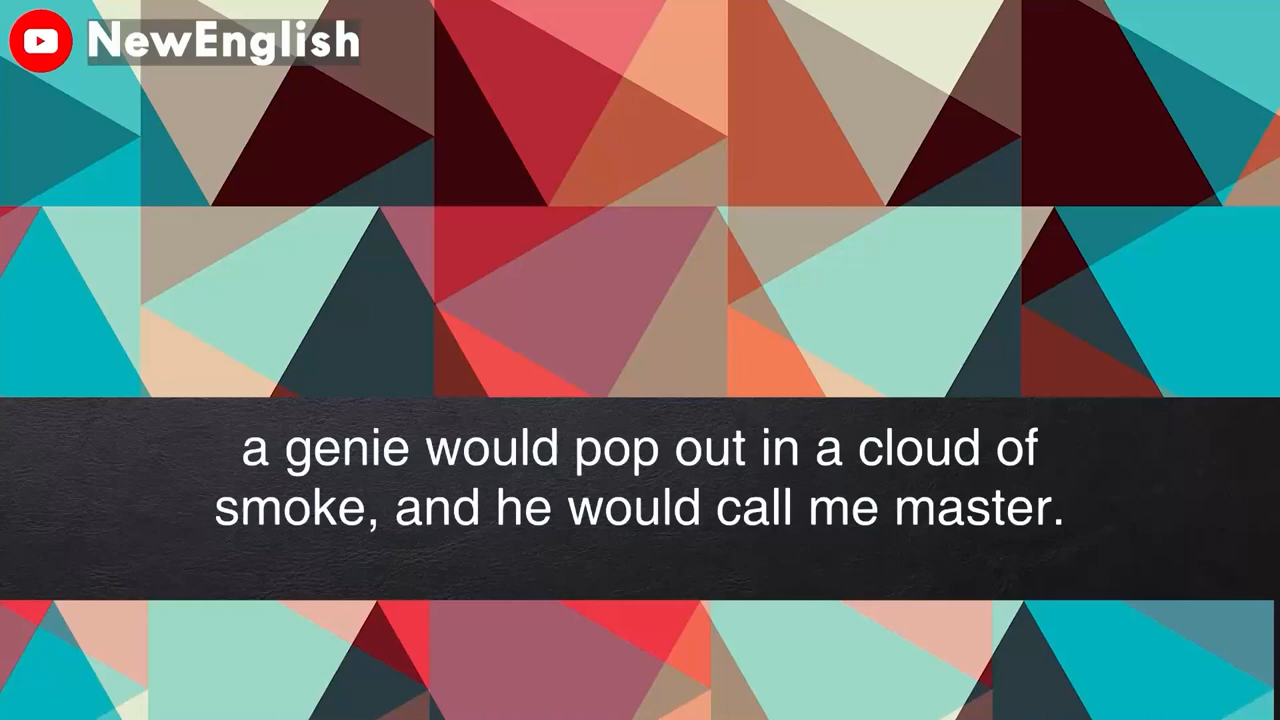 NewEnglish
a genie would pop out in a cloud of
smoke, and he would call me master.